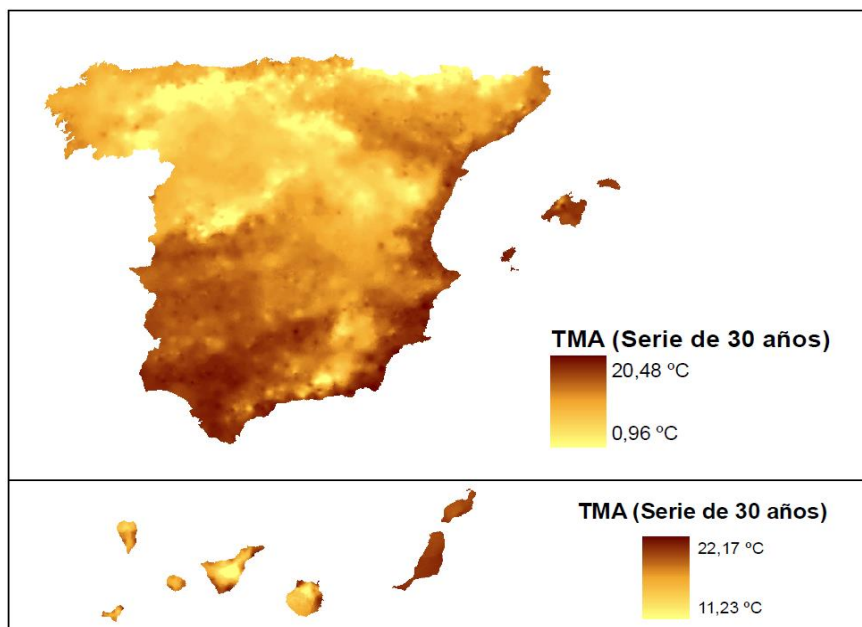 TMA (Serie de 30 años)
20,48 ºC
0,96 ºC
TMA (Serie de 30 años)
22,17 ºC
11,23 ºC